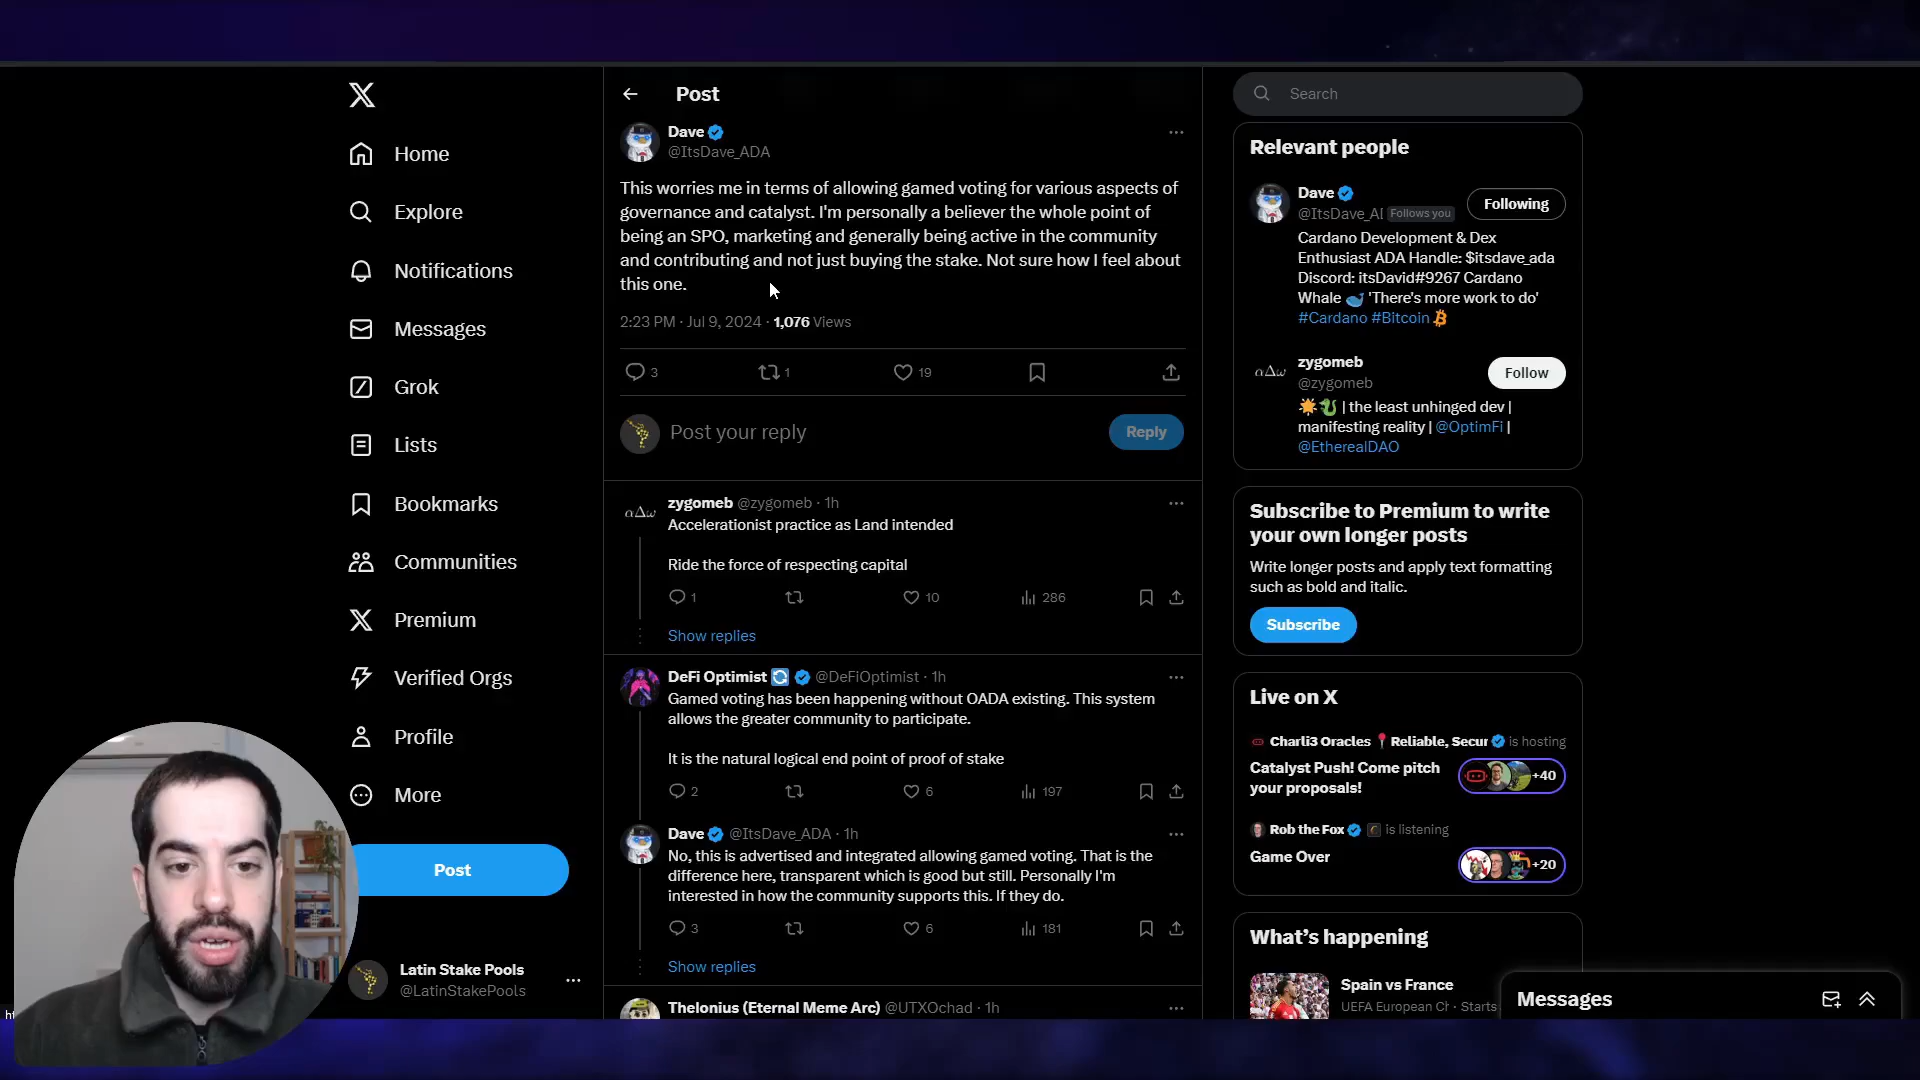 Post
Search
Home
Explore
Notifications
Messages
Grok
Lists
Bookmarks
Communities
Premium
Verified Orgs
Profile
More
Post
Latin Stake Pools
@LatinStakePools
Dave
@ItsDave_ADA
This worries me in terms of allowing gamed voting for various aspects of
governance and catalyst. I'm personally a believer the whole point of
being an SPO, marketing and generally being active in the community
and contributing and not just buying the stake. Not sure how I feel about
this one.
2:23 PM · Jul 9, 2024 · 1,076 Views
3 1 19
Post your reply
Reply
αΔω
zygomeb @zygomeb · 1h
Accelerationist practice as Land intended
Ride the force of respecting capital
1 10 286
Show replies
DeFi Optimist @DeFiOptimist · 1h
Gamed voting has been happening without OADA existing. This system
allows the greater community to participate.
It is the natural logical end point of proof of stake
2 6 197
Dave @ItsDave_ADA · 1h
No, this is advertised and integrated allowing gamed voting. That is the
difference here, transparent which is good but still. Personally I'm
interested in how the community supports this. If they do.
3 6 181
Show replies
Thelonius (Eternal Meme Arc) @UTXOchad · 1h
Relevant people
Dave
@ItsDave_AI Follows you
Following
Cardano Development & Dex
Enthusiast ADA Handle: $itsdave_ada
Discord: itsDavid#9267 Cardano
Whale 🐳 'There's more work to do'
#Cardano #Bitcoin
αΔω
zygomeb
@zygomeb
Follow
| the least unhinged dev |
manifesting reality | @OptimFi |
@EtherealDAO
Subscribe to Premium to write
your own longer posts
Write longer posts and apply text formatting
such as bold and italic.
Subscribe
Live on X
Charli3 Oracles 📍Reliable, Secur is hosting
Catalyst Push! Come pitch
your proposals!
+40
Rob the Fox is listening
Game Over
+20
What's happening
Spain vs France
UEFA European Cł · Starts
Messages